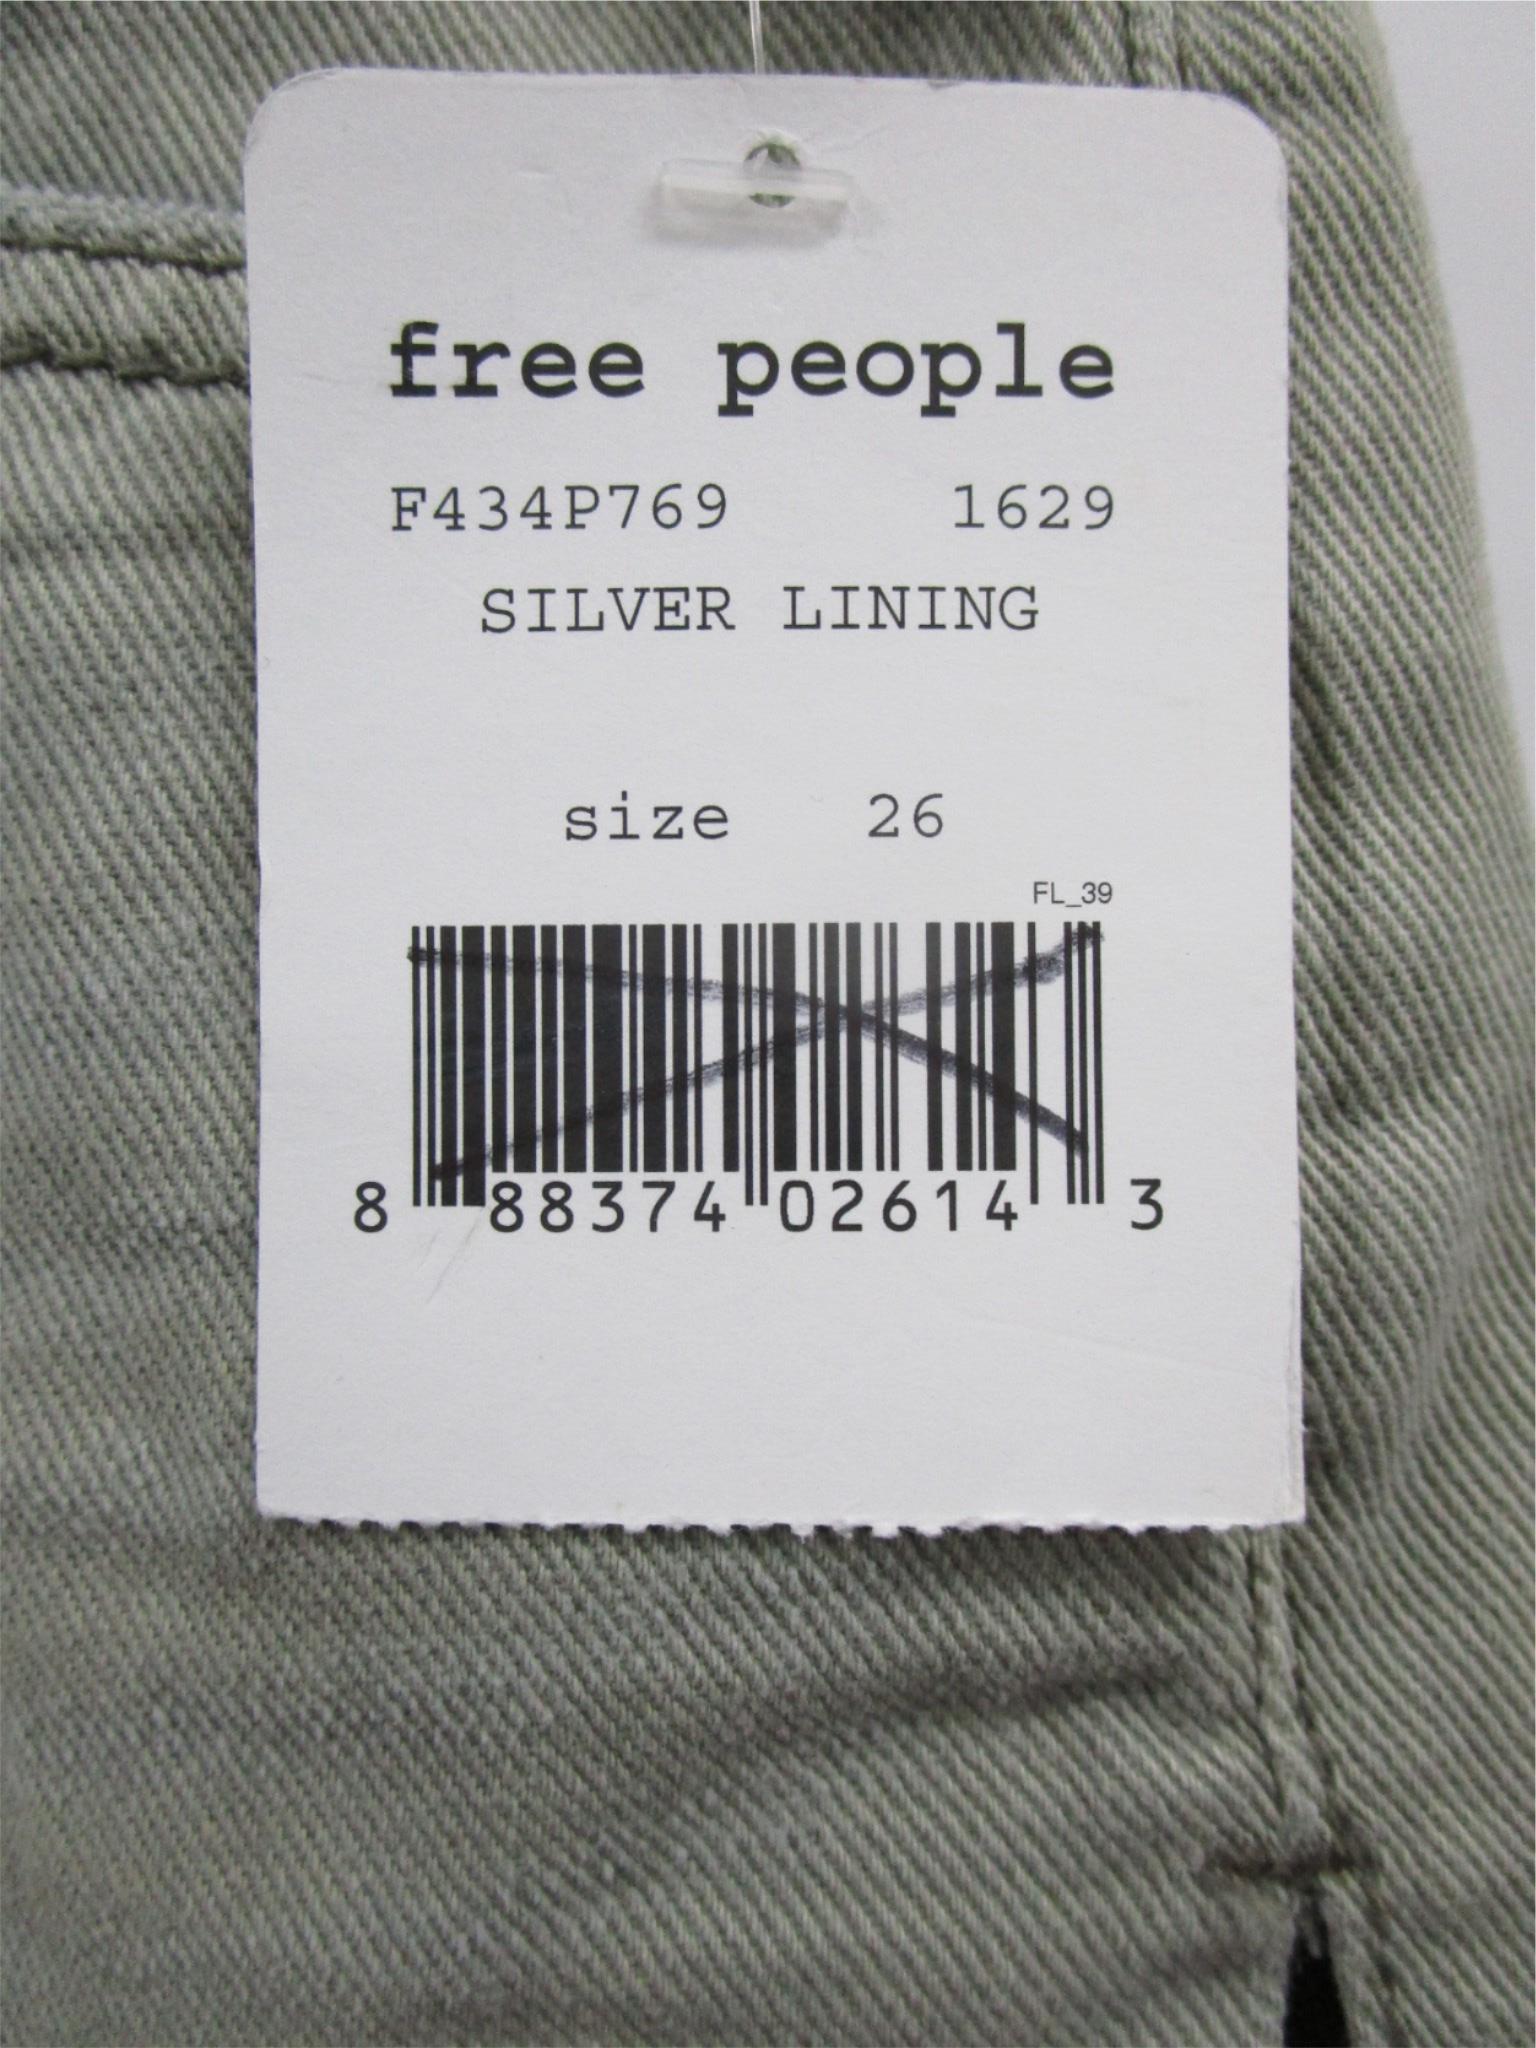 free people
F434P769 1629
SILVER LINING
size 26
FL_39
8 88374 02614 3